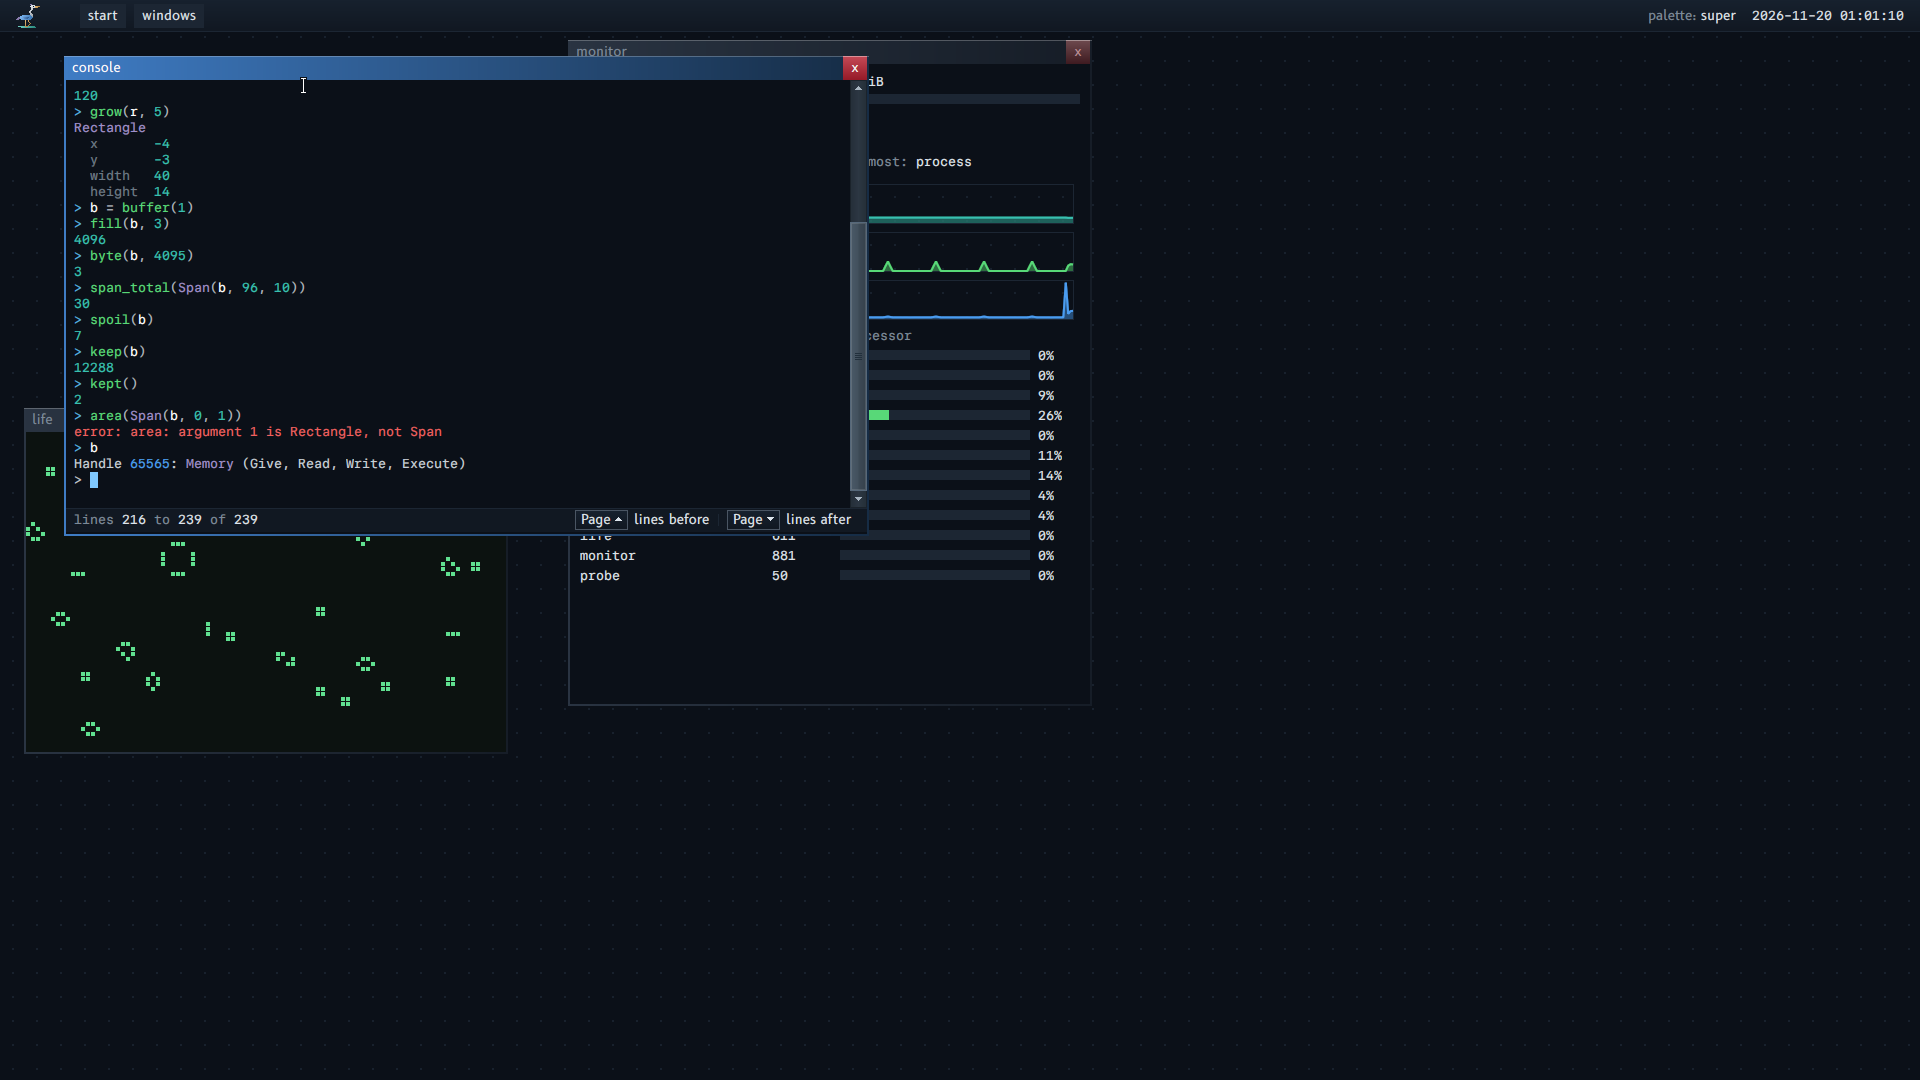 start windows palette: super 2026-11-20 01:01:10
monitor x
console x
iB
120
> grow(r, 5)
Rectangle
x -4
y -3
width 40
height 14
> b = buffer(1)
> fill(b, 3)
4096
> byte(b, 4095)
3
> span_total(Span(b, 96, 10))
30
> spoil(b)
7
> keep(b)
12288
> kept()
2
> area(Span(b, 0, 1))
error: area: argument 1 is Rectangle, not Span
> b
Handle 65565: Memory (Give, Read, Write, Execute)
>
lines 216 to 239 of 239 Page lines before Page lines after
most: process
cessor
0%
0%
9%
26%
0%
11%
14%
4%
4%
life 611 0%
monitor 881 0%
probe 50 0%
life